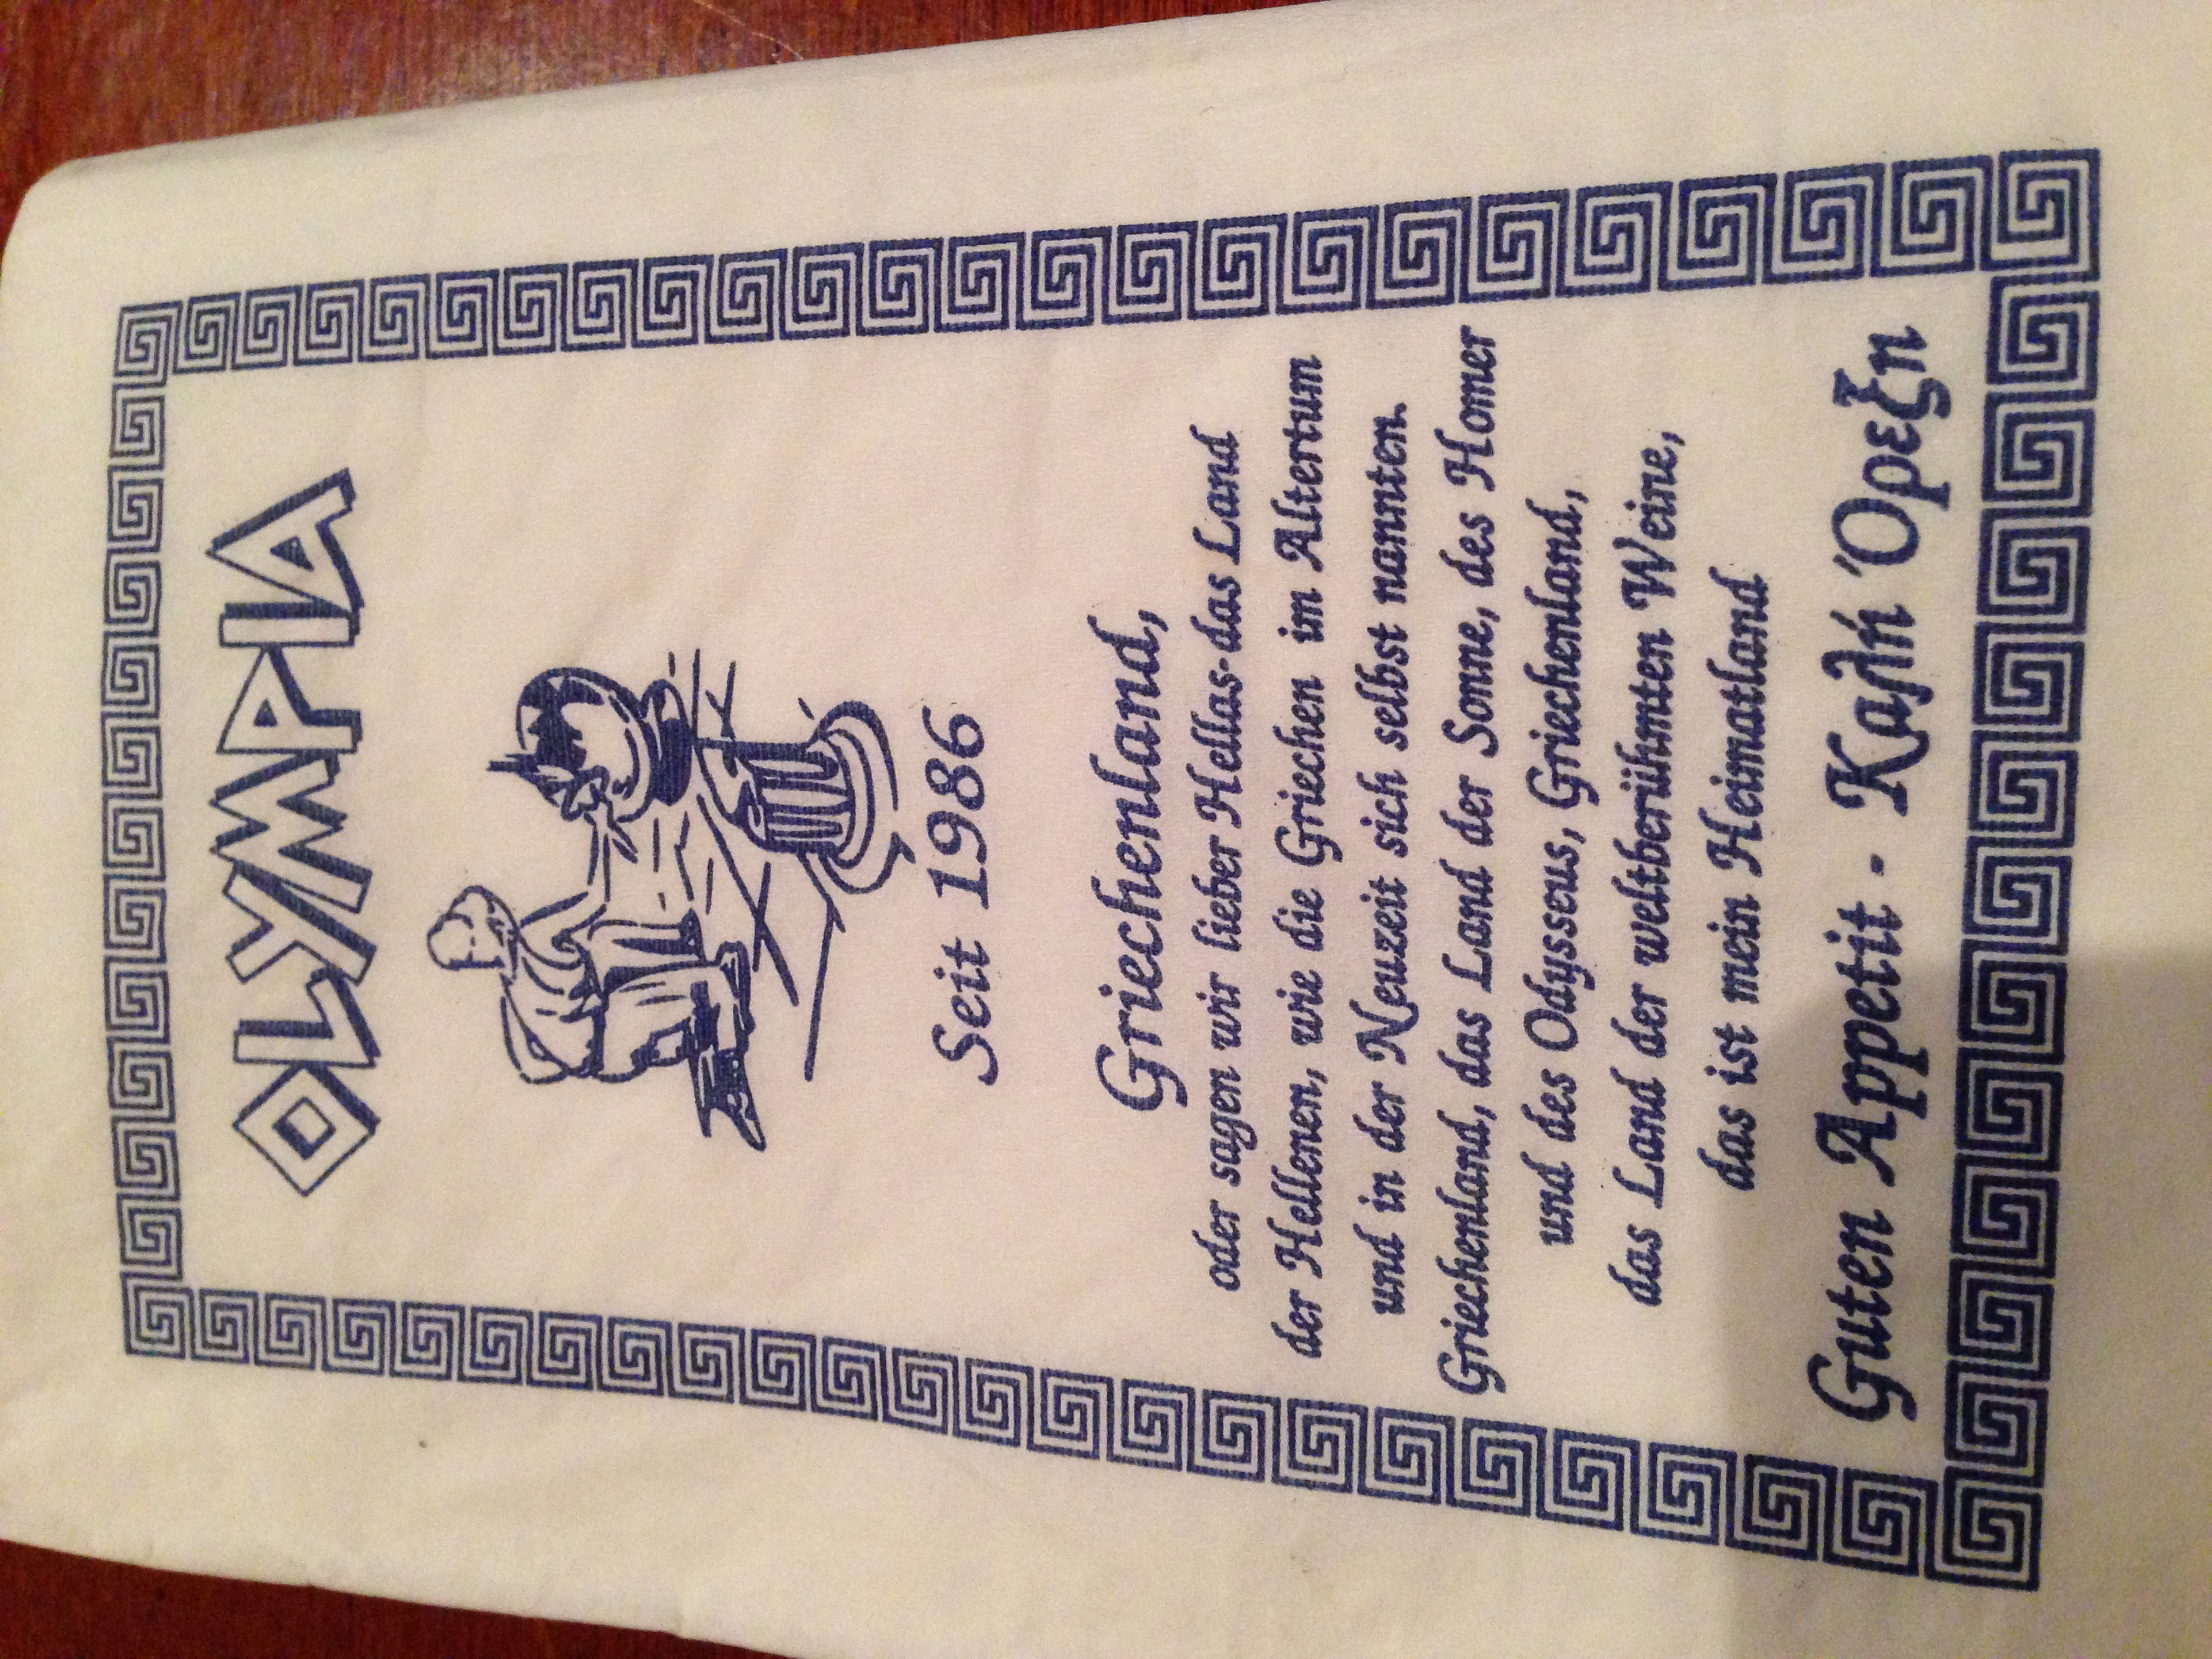 OLYMPIA
Seit 1986
Griechenland,
oder sagen wir lieber Hellas-das Land
der Hellenen, wie die Griechen im Altertum
und in der Neuzeit sich selbst nannten.
Griechenland, das Land der Sonne, des Homer
und des Odysseus, Griechenland,
das Land der weltberühmten Weine,
das ist mein Heimatland
Guten Appetit - Καλή Όρεξη